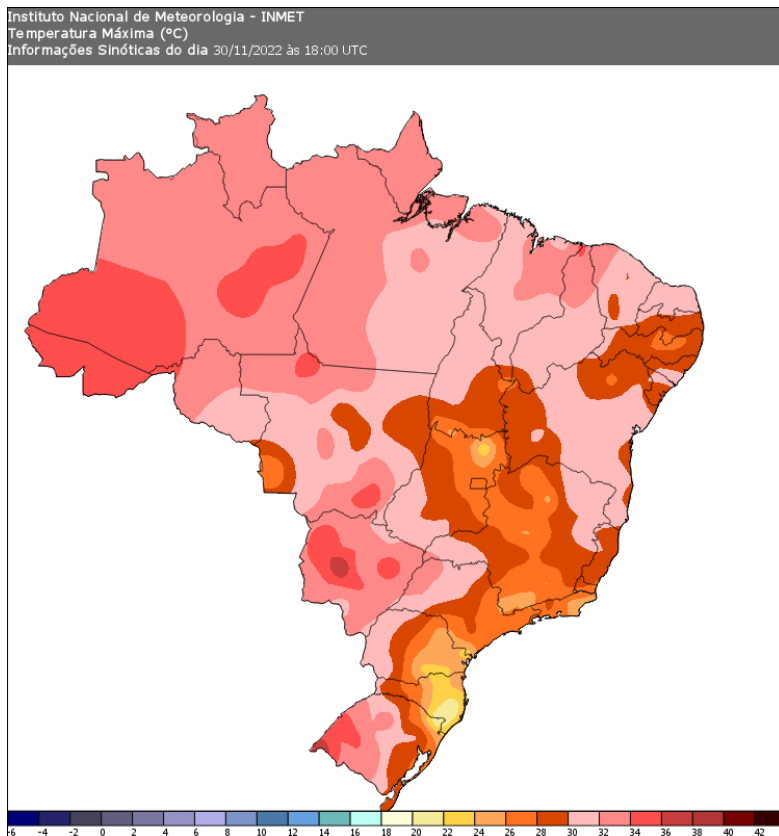 Instituto Nacional de Meteorologia - INMET
Temperatura Máxima (°C)
Informações Sinóticas do dia 30/11/2022 às 18:00 UTC
-6 -4 -2 0 2 4 6 8 10 12 14 16 18 20 22 24 26 28 30 32 34 36 38 40 42